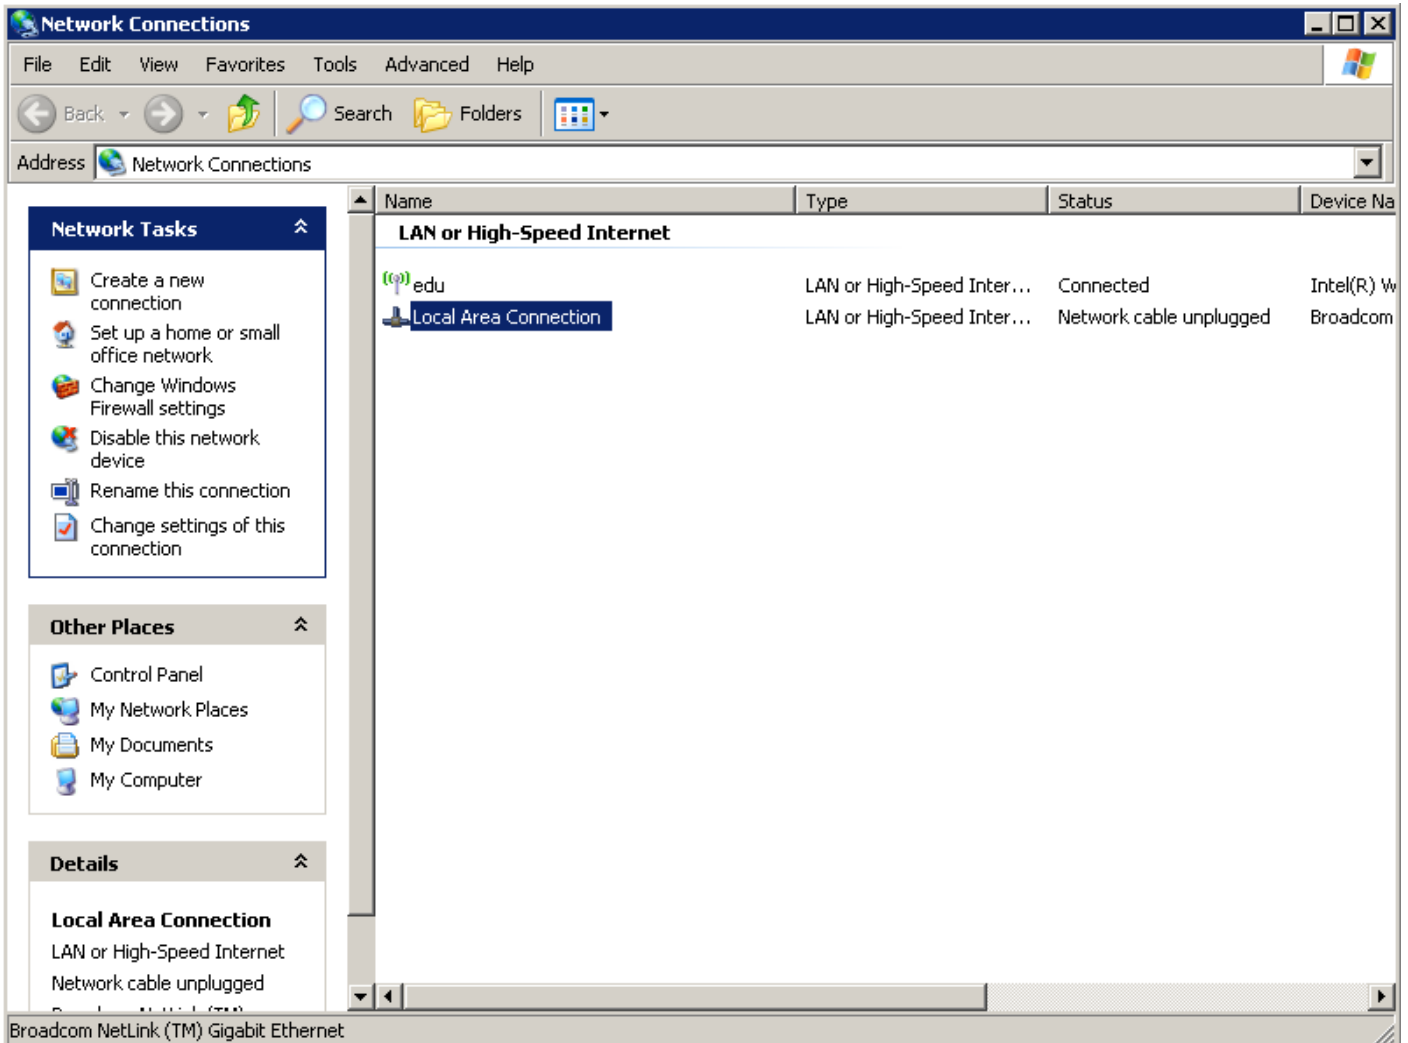 Network Connections
File Edit View Favorites Tools Advanced Help
Back Search Folders
Address Network Connections
Network Tasks
Create a new
connection
Set up a home or small
office network
Change Windows
Firewall settings
Disable this network
device
Rename this connection
Change settings of this
connection
Other Places
Control Panel
My Network Places
My Documents
My Computer
Details
Local Area Connection
LAN or High-Speed Internet
Network cable unplugged
Name Type Status Device Na
LAN or High-Speed Internet
edu LAN or High-Speed Inter... Connected Intel(R) W
Local Area Connection LAN or High-Speed Inter... Network cable unplugged Broadcom
Broadcom NetLink (TM) Gigabit Ethernet